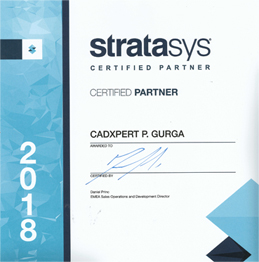 stratasys
CERTIFIED PARTNER
CERTIFIED PARTNER
CADXPERT P. GURGA
AWARDED TO
CERTIFIED BY
Daniel Princ
EMEA Sales Operations and Development Director
2018